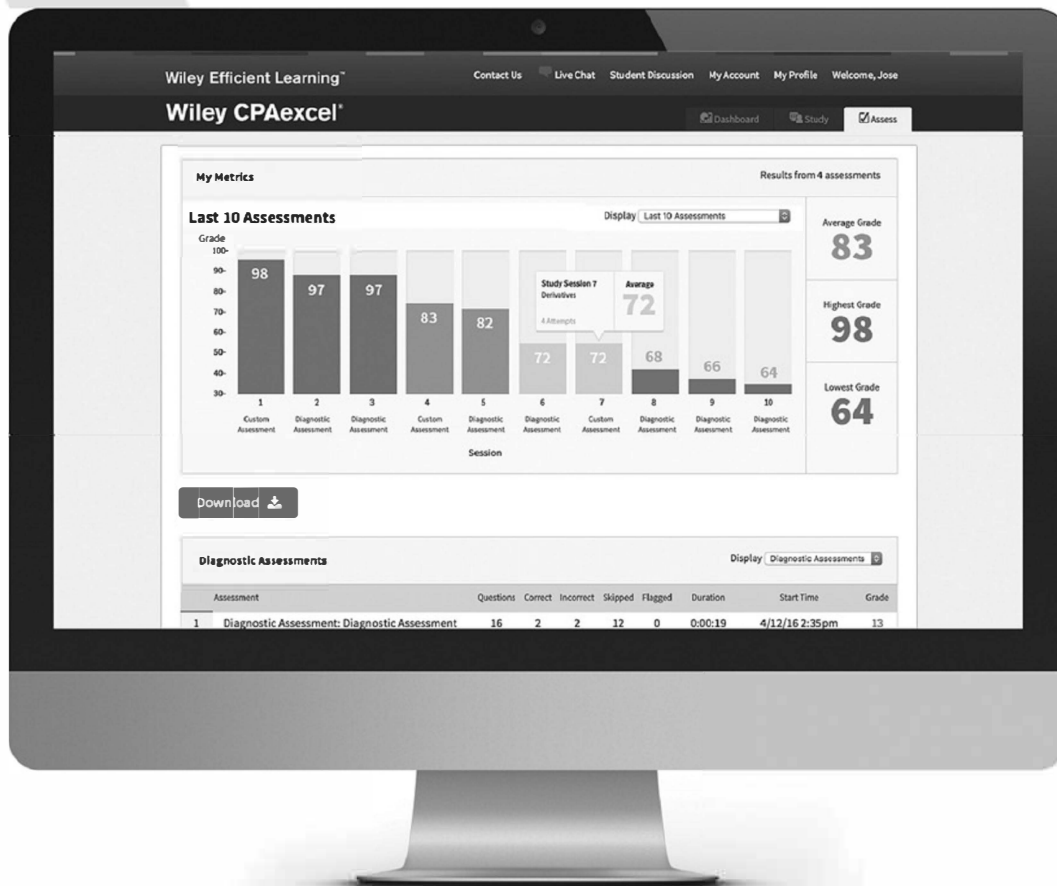 Wiley Efficient Learning™
Contact Us Live Chat Student Discussion My Account My Profile Welcome, Jose
Wiley CPAexcel®
Dashboard Study Assess
My Metrics
Results from 4 assessments
Last 10 Assessments
Display Last 10 Assessments
Grade
100-
90-
80-
70-
60-
50-
40-
30-
98
97
97
83
82
72
72
68
66
64
Study Session 7
Derivatives
4 Attempts
Average
72
1 2 3 4 5 6 7 8 9 10
Custom Diagnostic Diagnostic Custom Diagnostic Diagnostic Custom Diagnostic Diagnostic Diagnostic
Assessment Assessment Assessment Assessment Assessment Assessment Assessment Assessment Assessment Assessment
Session
Average Grade
83
Highest Grade
98
Lowest Grade
64
Download
Diagnostic Assessments
Display Diagnostic Assessments
Assessment Questions Correct Incorrect Skipped Flagged Duration Start Time Grade
1 Diagnostic Assessment: Diagnostic Assessment 16 2 2 12 0 0:00:19 4/12/16 2:35pm 13